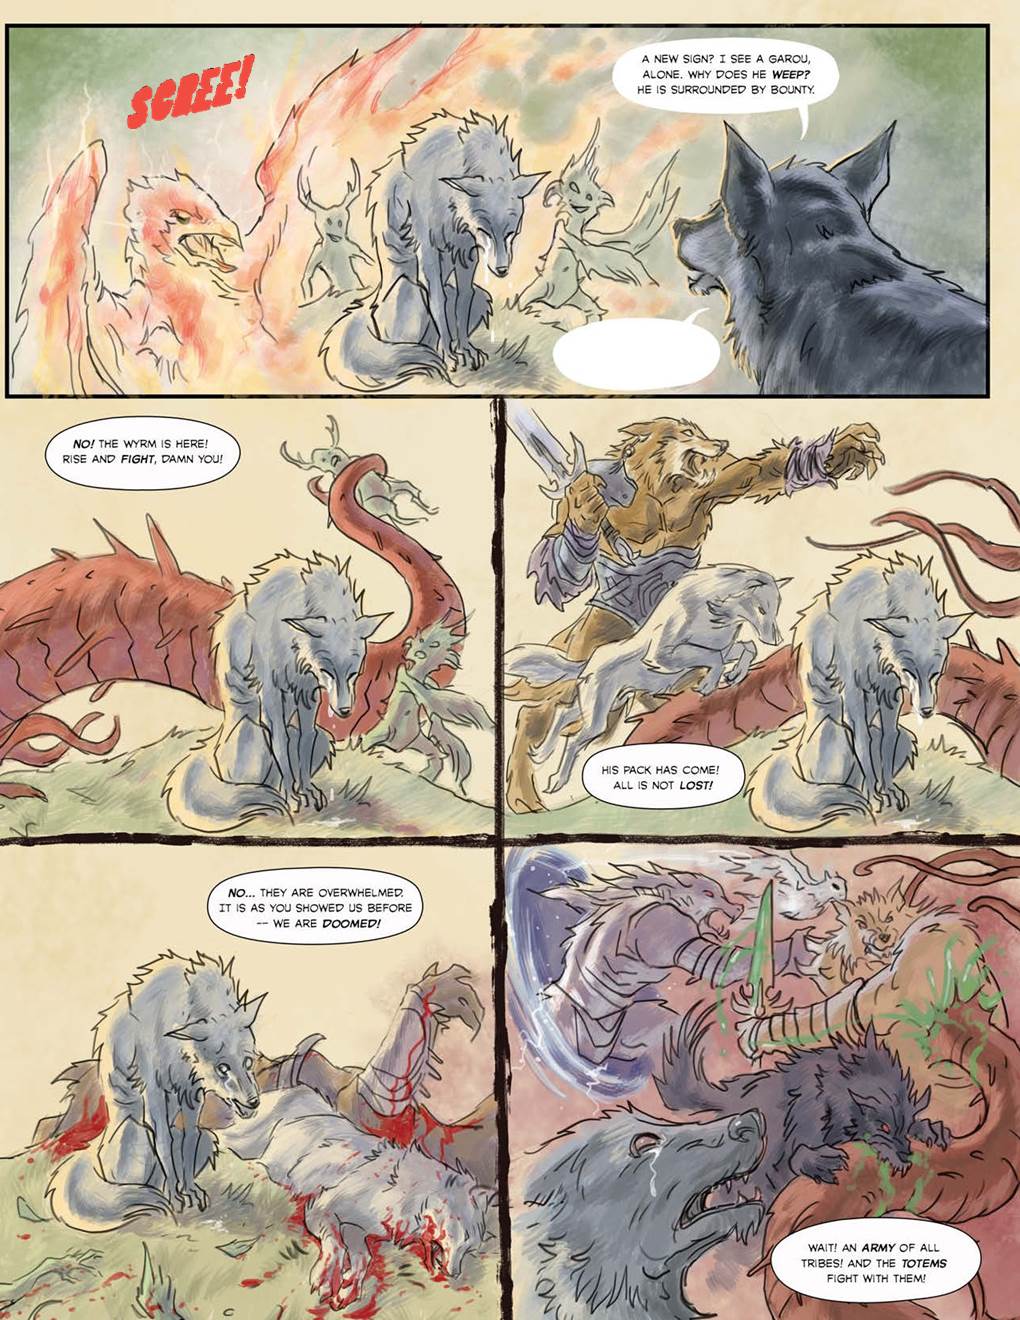 SCREE!
A NEW SIGN? I SEE A GAROU,
ALONE. WHY DOES HE WEEP?
HE IS SURROUNDED BY BOUNTY.
NO! THE WYRM IS HERE!
RISE AND FIGHT, DAMN YOU!
HIS PACK HAS COME!
ALL IS NOT LOST!
NO... THEY ARE OVERWHELMED.
IT IS AS YOU SHOWED US BEFORE
-- WE ARE DOOMED!
WAIT! AN ARMY OF ALL
TRIBES! AND THE TOTEMS
FIGHT WITH THEM!